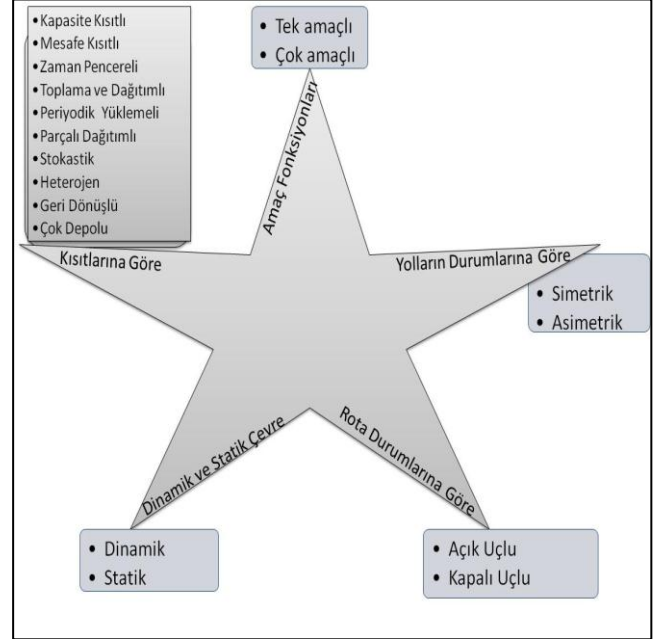 • Kapasite Kısıtlı
• Mesafe Kısıtlı
• Zaman Pencereli
• Toplama ve Dağıtımlı
• Periyodik Yüklemeli
• Parçalı Dağıtımlı
• Stokastik
• Heterojen
• Geri Dönüşlü
• Çok Depolu
• Tek amaçlı
• Çok amaçlı
Amaç Fonksiyonları
Kısıtlarına Göre
Yolların Durumlarına Göre
• Simetrik
• Asimetrik
Dinamik ve Statik Çevre
Rota Durumlarına Göre
• Dinamik
• Statik
• Açık Uçlu
• Kapalı Uçlu